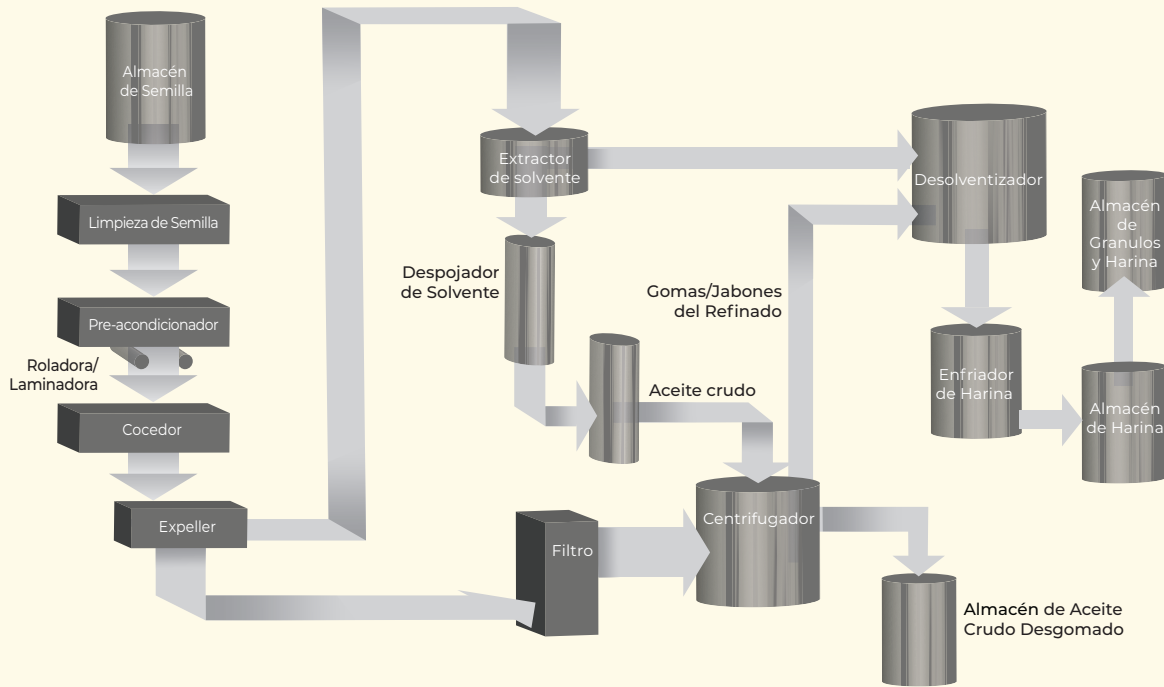 Almacén
de Semilla
Limpieza de Semilla
Pre-acondicionador
Roladora/
Laminadora
Cocedor
Expeller
Extractor
de solvente
Despojador
de Solvente
Aceite crudo
Filtro
Centrifugador
Gomas/Jabones
del Refinado
Almacén de Aceite
Crudo Desgomado
Desolventizador
Enfriador
de Harina
Almacén
de Harina
Almacén
de
Granulos
y Harina